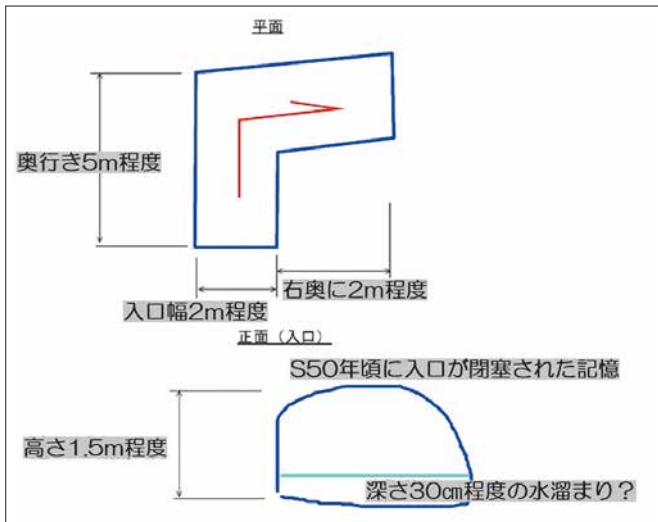 平面
奥行き5m程度
右奥に2m程度
入口幅2m程度
正面（入口）
S50年頃に入口が閉塞された記憶
高さ1.5m程度
深さ30㎝程度の水溜まり？